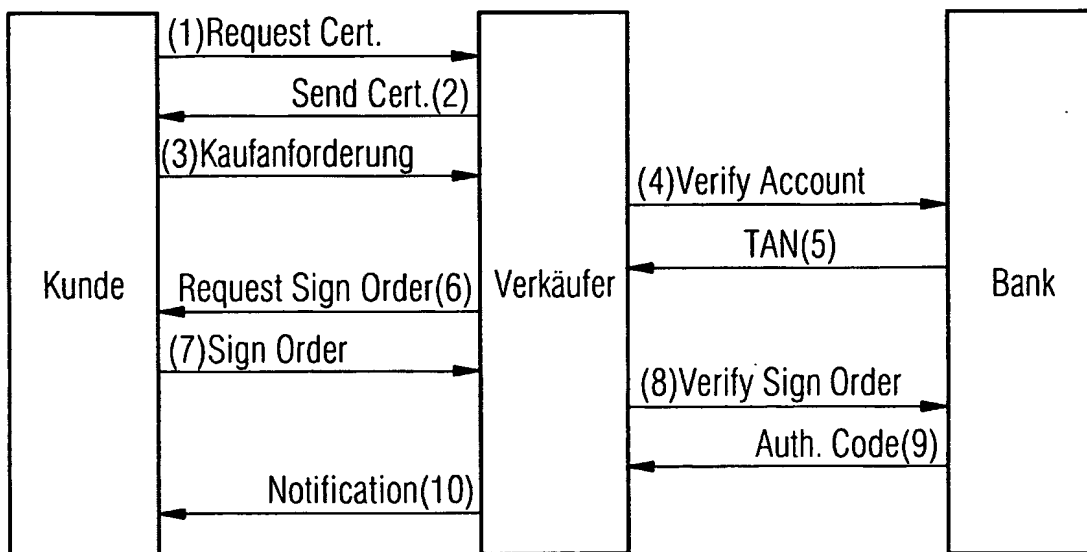 (1)Request Cert.
Send Cert.(2)
(3)Kaufanforderung
(4)Verify Account
TAN(5)
Kunde
Request Sign Order(6)
Verkäufer
Bank
(7)Sign Order
(8)Verify Sign Order
Auth. Code(9)
Notification(10)